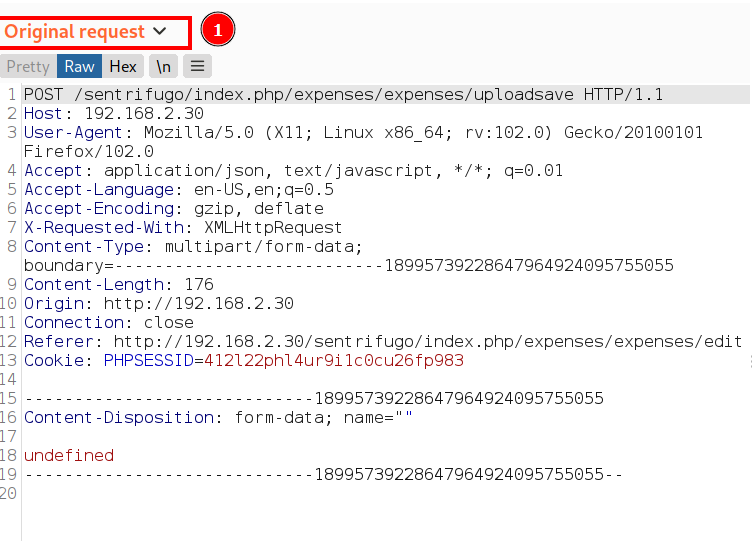 Original request
1
Pretty Raw Hex \n
1 POST /sentrifugo/index.php/expenses/expenses/uploadsave HTTP/1.1
2 Host: 192.168.2.30
3 User-Agent: Mozilla/5.0 (X11; Linux x86_64; rv:102.0) Gecko/20100101
Firefox/102.0
4 Accept: application/json, text/javascript, */*; q=0.01
5 Accept-Language: en-US,en;q=0.5
6 Accept-Encoding: gzip, deflate
7 X-Requested-With: XMLHttpRequest
8 Content-Type: multipart/form-data;
boundary=---------------------------18995739228647964924095755055
9 Content-Length: 176
10 Origin: http://192.168.2.30
11 Connection: close
12 Referer: http://192.168.2.30/sentrifugo/index.php/expenses/expenses/edit
13 Cookie: PHPSESSID=412l22phl4ur9i1c0cu26fp983
14
15 -----------------------------18995739228647964924095755055
16 Content-Disposition: form-data; name=""
17
18 undefined
19 -----------------------------18995739228647964924095755055--
20